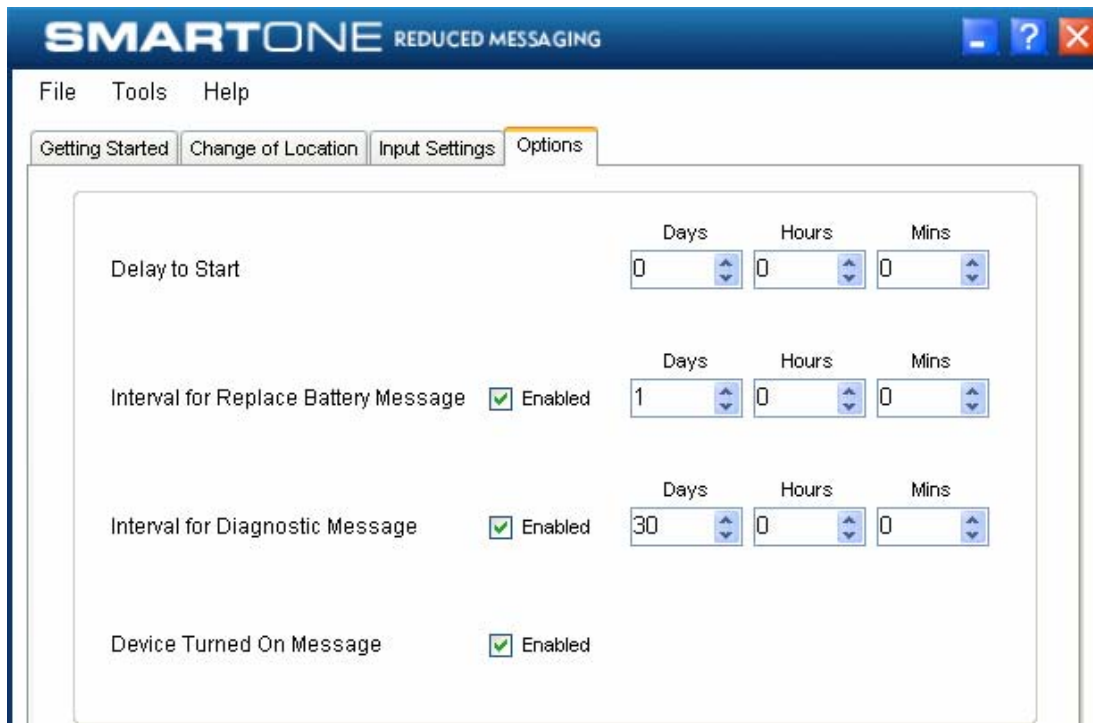 SMARTONE REDUCED MESSAGING
File Tools Help
Getting Started Change of Location Input Settings Options
Days Hours Mins
Delay to Start 0 0 0
Days Hours Mins
Interval for Replace Battery Message Enabled 1 0 0
Days Hours Mins
Interval for Diagnostic Message Enabled 30 0 0
Device Turned On Message Enabled